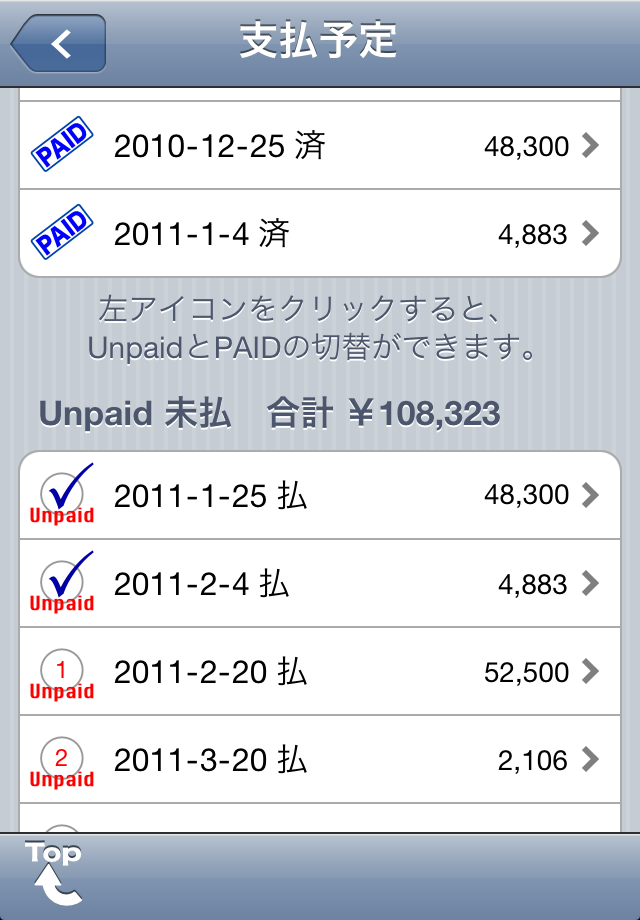 支払予定
PAID 2010-12-25 済 48,300
PAID 2011-1-4 済 4,883
左アイコンをクリックすると、
UnpaidとPAIDの切替ができます。
Unpaid 未払　合計 ￥108,323
Unpaid 2011-1-25 払 48,300
Unpaid 2011-2-4 払 4,883
1 Unpaid 2011-2-20 払 52,500
2 Unpaid 2011-3-20 払 2,106
Top